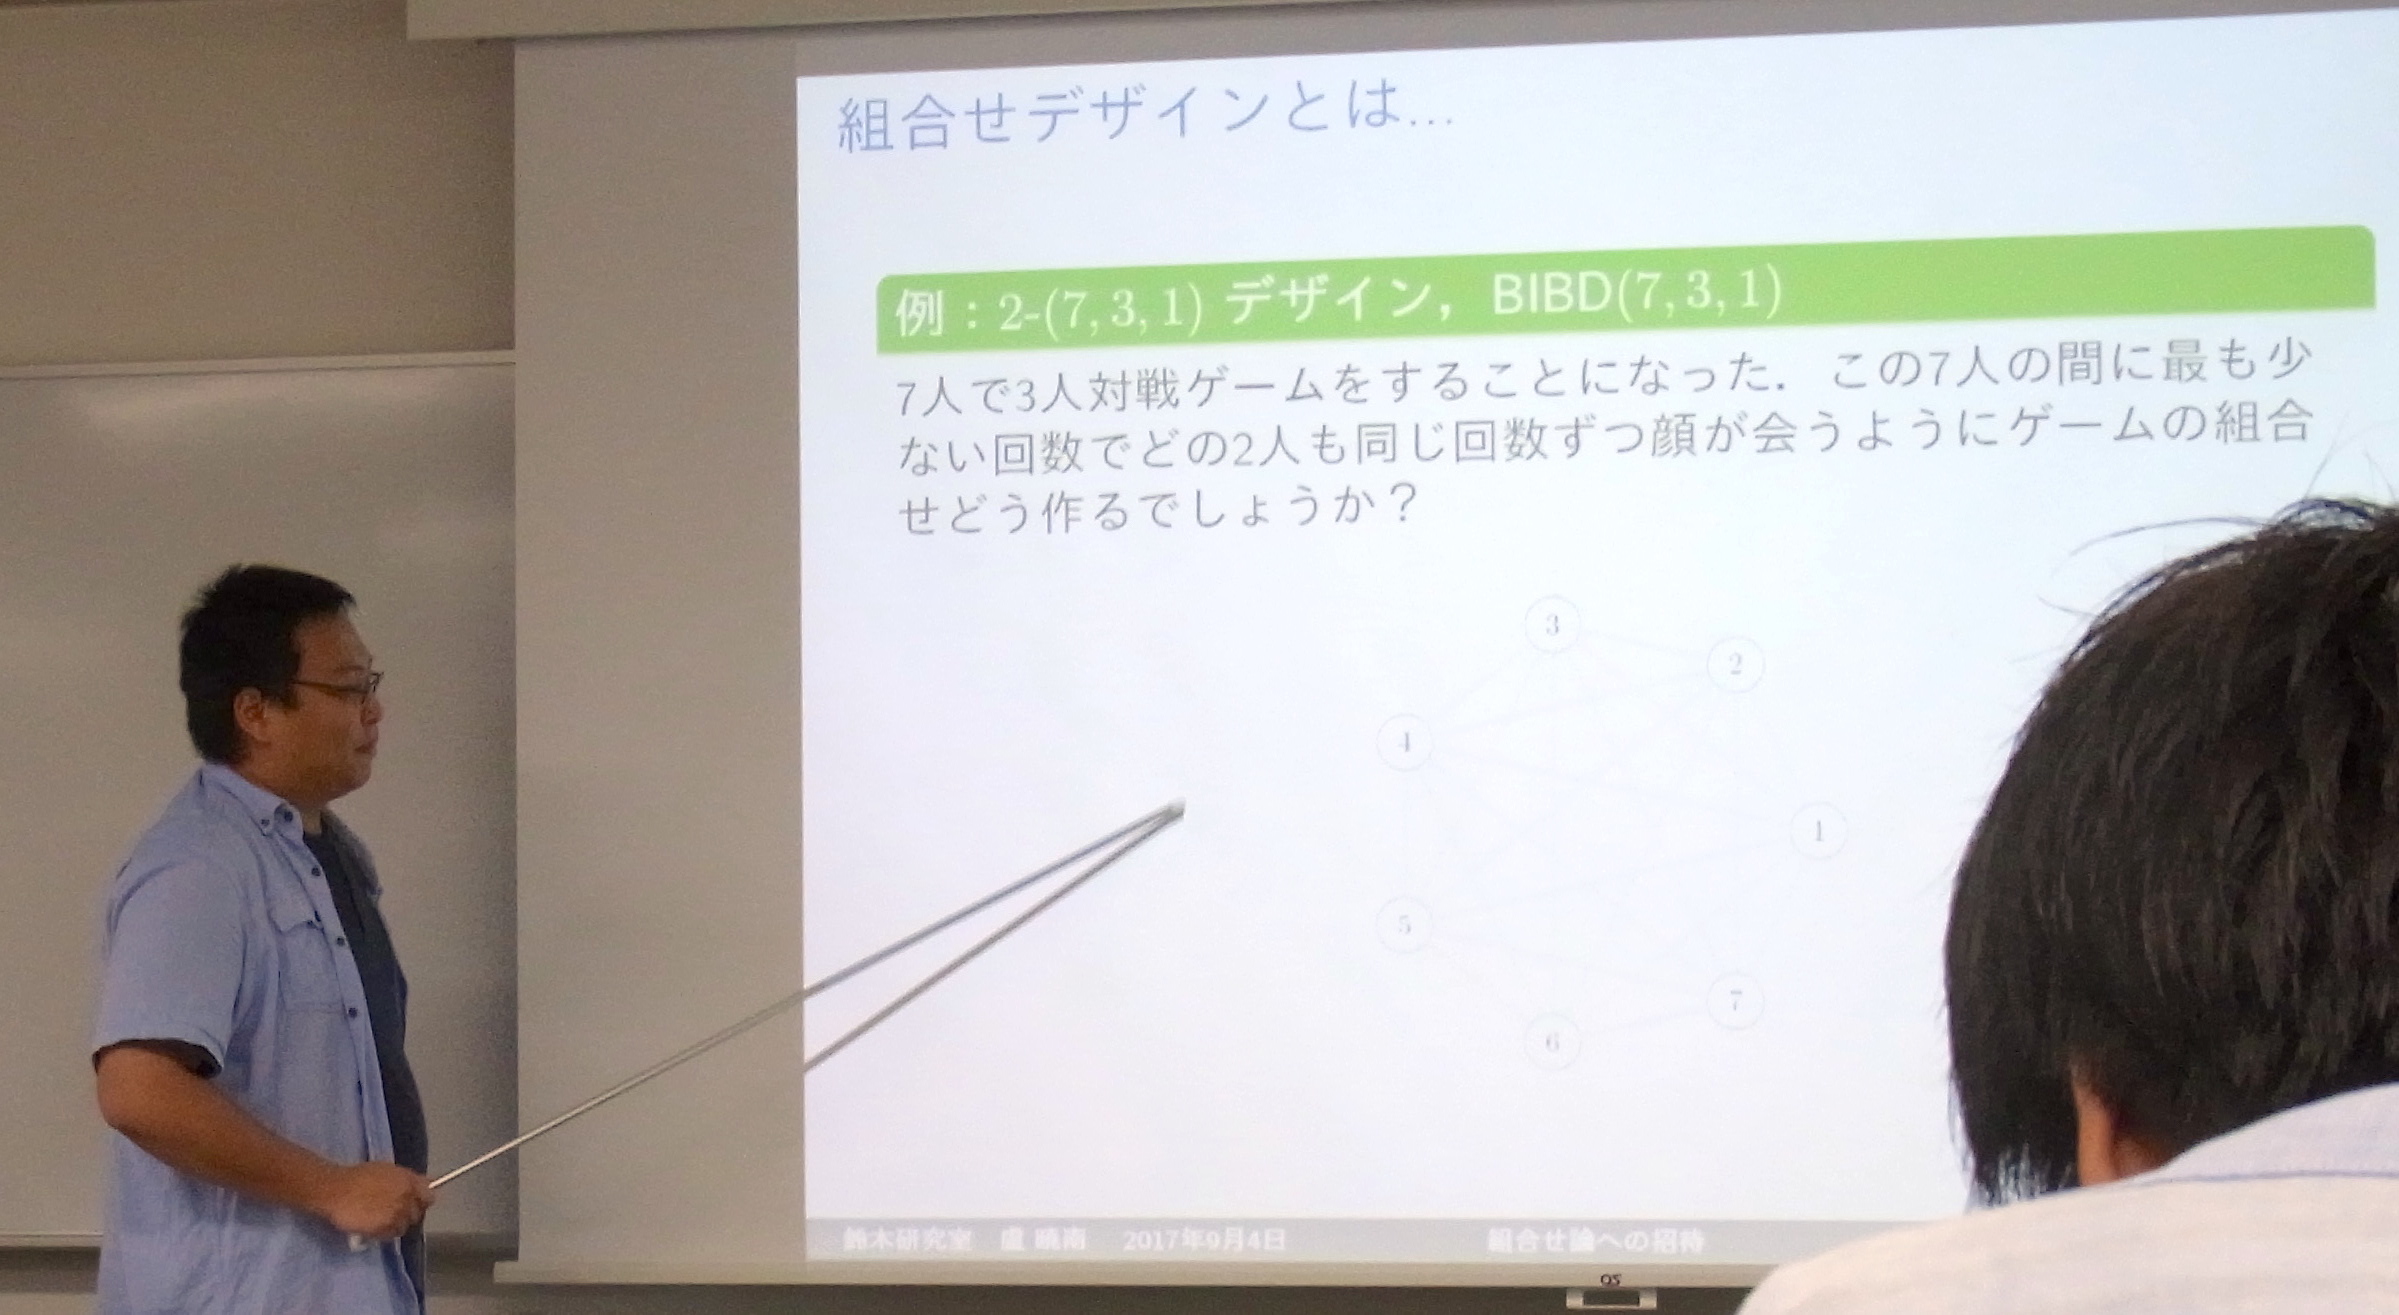 組合せデザインとは...
例：2-(7, 3, 1) デザイン，BIBD(7, 3, 1)
7人で3人対戦ゲームをすることになった．この7人の間に最も少
ない回数でどの2人も同じ回数ずつ顔が会うようにゲームの組合
せどう作るでしょうか？
3
2
4
1
5
7
6
鈴木研究室 盧 曉南 2017年9月4日 組合せ論への招待
OS